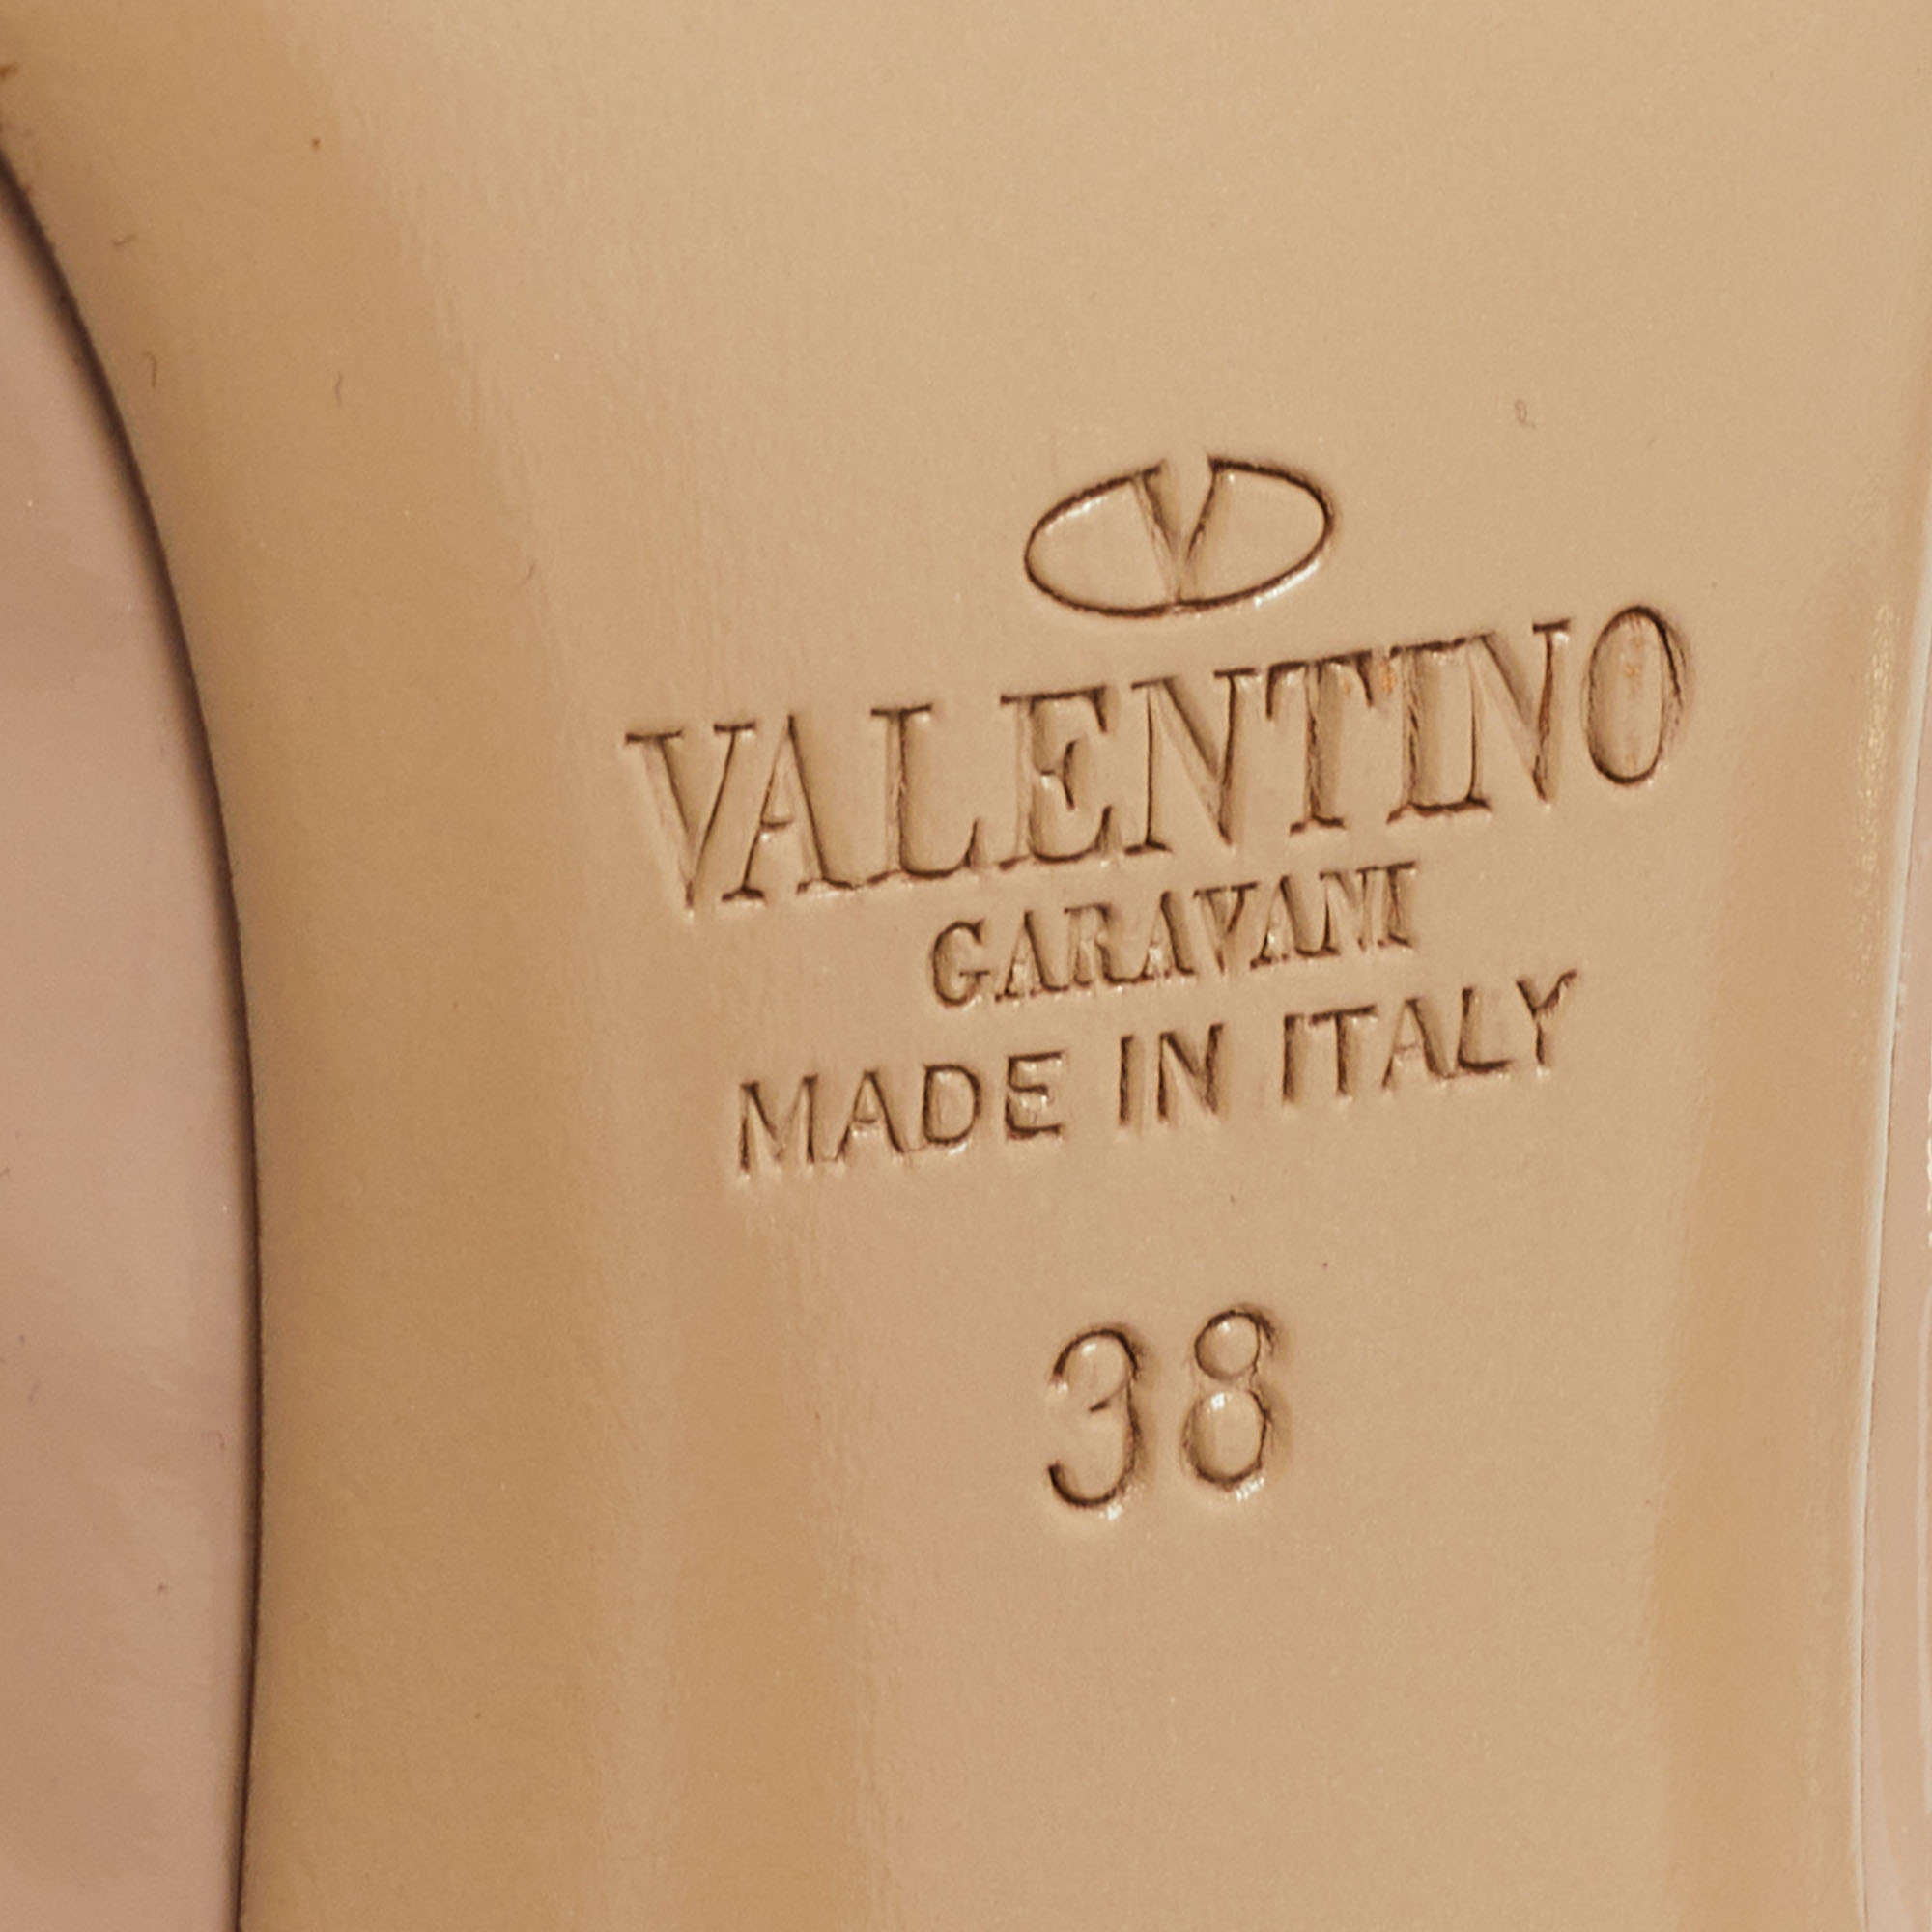 V
VALENTINO
GARAVANI
MADE IN ITALY
38